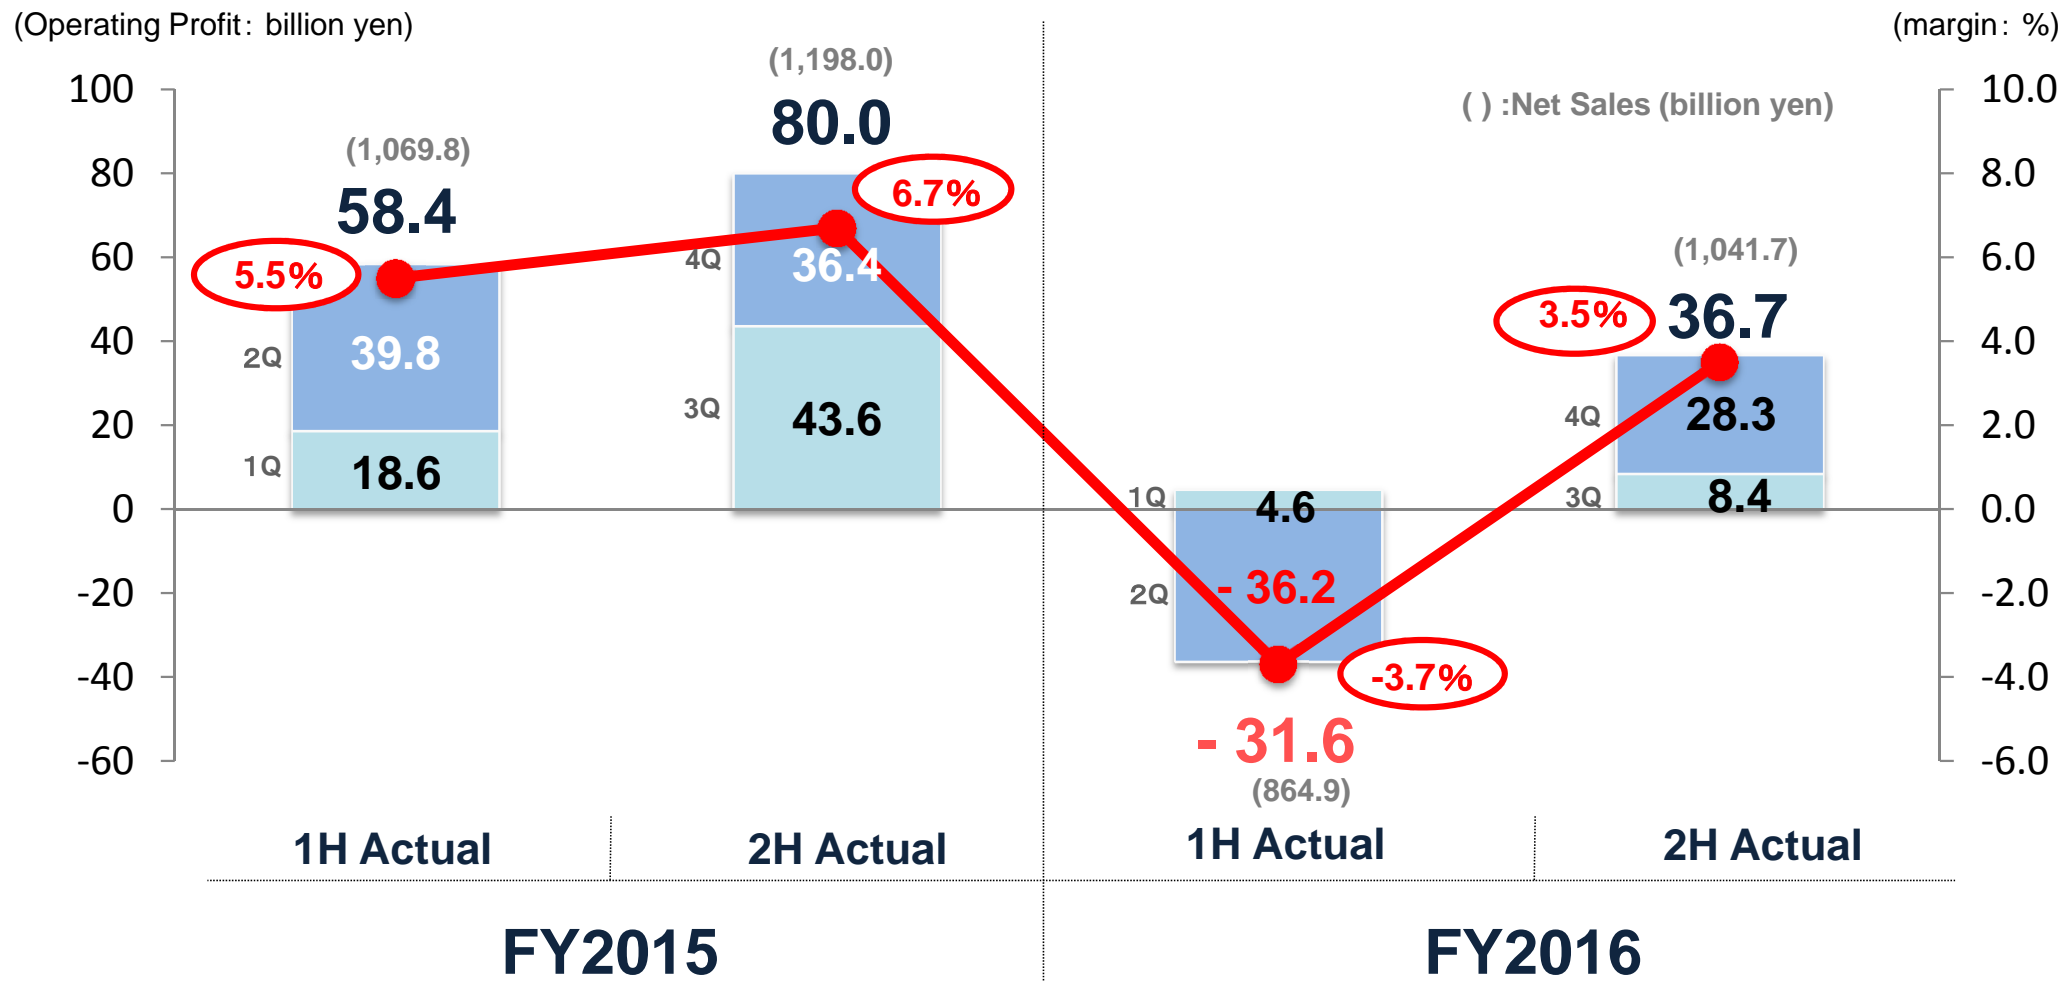 (Operating Profit: billion yen)
(margin: %)
( ) :Net Sales (billion yen)
100
80
60
40
20
0
-20
-40
-60
10.0
8.0
6.0
4.0
2.0
0.0
-2.0
-4.0
-6.0
(1,069.8)
58.4
5.5%
2Q
39.8
1Q
18.6
(1,198.0)
80.0
6.7%
4Q
36.4
3Q
43.6
1Q
4.6
2Q
- 36.2
-3.7%
- 31.6
(864.9)
(1,041.7)
3.5%
36.7
4Q
28.3
3Q
8.4
1H Actual
2H Actual
1H Actual
2H Actual
FY2015
FY2016